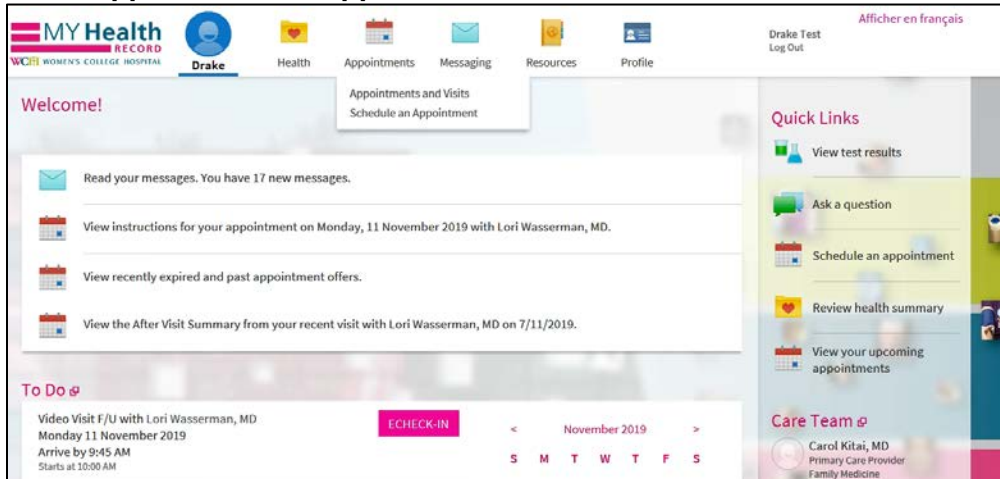 Afficher en français
MY Health
RECORD
WCH WOMEN'S COLLEGE HOSPITAL
Drake
Health
Appointments
Messaging
Resources
Profile
Drake Test
Log Out
Appointments and Visits
Schedule an Appointment
Welcome!
Read your messages. You have 17 new messages.
View instructions for your appointment on Monday, 11 November 2019 with Lori Wasserman, MD.
View recently expired and past appointment offers.
View the After Visit Summary from your recent visit with Lori Wasserman, MD on 7/11/2019.
To Do
Video Visit F/U with Lori Wasserman, MD
Monday 11 November 2019
Arrive by 9:45 AM
Starts at 10:00 AM
ECHECK-IN
< November 2019 >
S M T W T F S
Quick Links
View test results
Ask a question
Schedule an appointment
Review health summary
View your upcoming
appointments
Care Team
Carol Kitai, MD
Primary Care Provider
Family Medicine